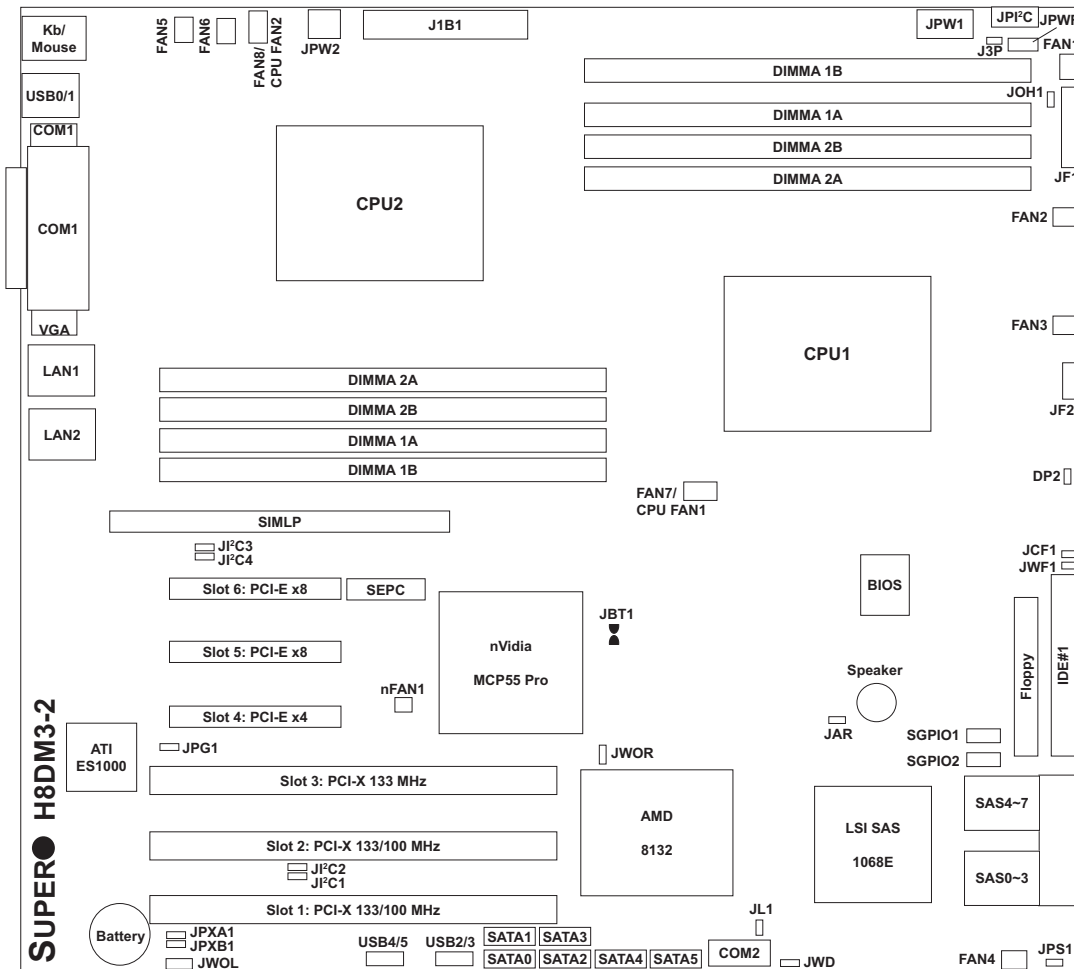 Kb/
Mouse
FAN5
FAN6
FAN8/
CPU FAN2
JPW2
J1B1
JPW1
JPI²C
JPWF
J3P
FAN1
USB0/1
DIMMA 1B
JOH1
COM1
DIMMA 1A
DIMMA 2B
DIMMA 2A
JF1
CPU2
COM1
FAN2
VGA
FAN3
LAN1
CPU1
DIMMA 2A
DIMMA 2B
JF2
LAN2
DIMMA 1A
DIMMA 1B
DP2
FAN7/
CPU FAN1
SIMLP
JI²C3
JI²C4
JCF1
JWF1
Slot 6: PCI-E x8
SEPC
BIOS
JBT1
nVidia
MCP55 Pro
Slot 5: PCI-E x8
Floppy
IDE#1
Speaker
nFAN1
Slot 4: PCI-E x4
JAR
SGPIO1
ATI
ES1000
JPG1
JWOR
SGPIO2
Slot 3: PCI-X 133 MHz
AMD
8132
LSI SAS
1068E
SAS4~7
SUPER H8DM3-2
Slot 2: PCI-X 133/100 MHz
JI²C2
JI²C1
SAS0~3
Slot 1: PCI-X 133/100 MHz
JL1
Battery
JPXA1
JPXB1
JWOL
USB4/5
USB2/3
SATA1
SATA3
SATA0
SATA2
SATA4
SATA5
COM2
JWD
FAN4
JPS1